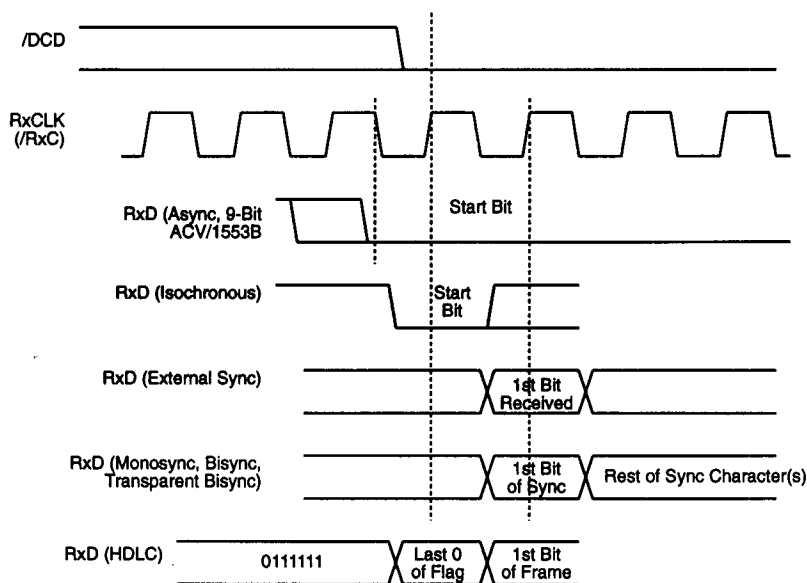 /DCD
RxCLK
(/RxC)
RxD (Async, 9-Bit
ACV/1553B
Start Bit
RxD (Isochronous)
Start
Bit
RxD (External Sync)
1st Bit
Received
RxD (Monosync, Bisync,
Transparent Bisync)
1st Bit
of Sync
Rest of Sync Character(s)
RxD (HDLC)
0111111
Last 0
of Flag
1st Bit
of Frame